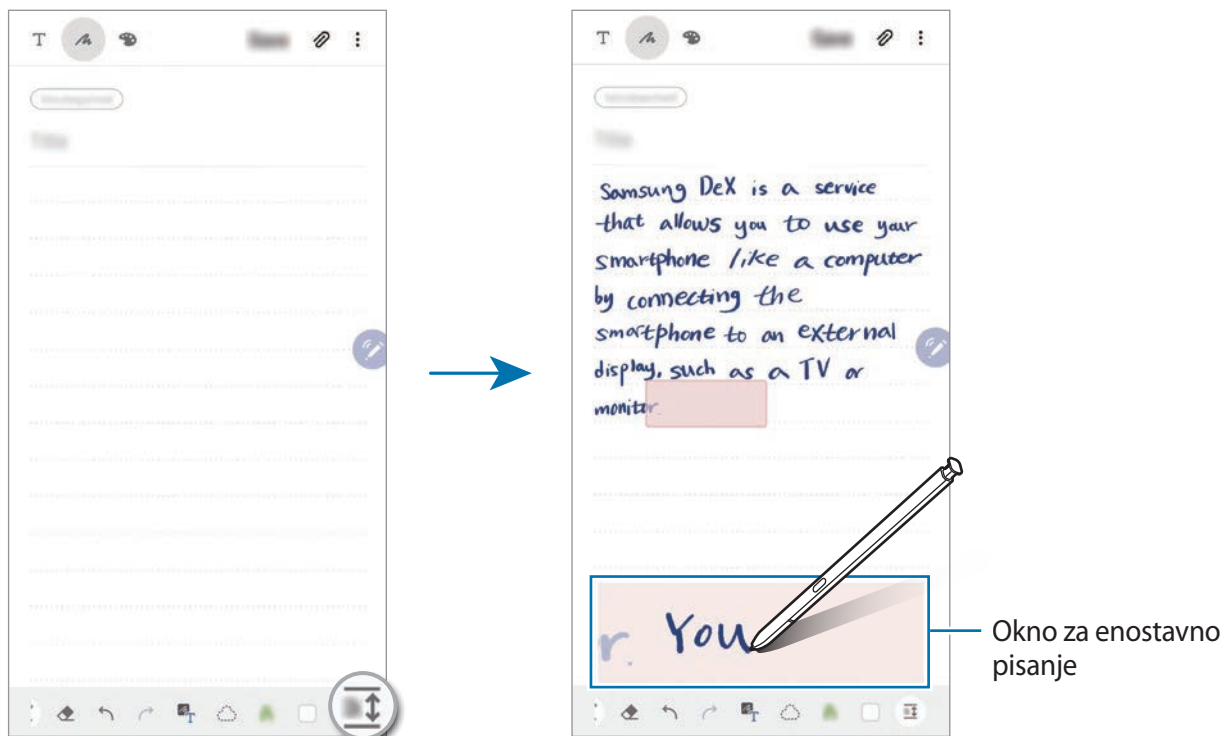 T
T
Samsung DeX is a service
that allows you to use your
smartphone like a computer
by connecting the
smartphone to an external
display, such as a TV or
monitor.
r. You
Okno za enostavno
pisanje